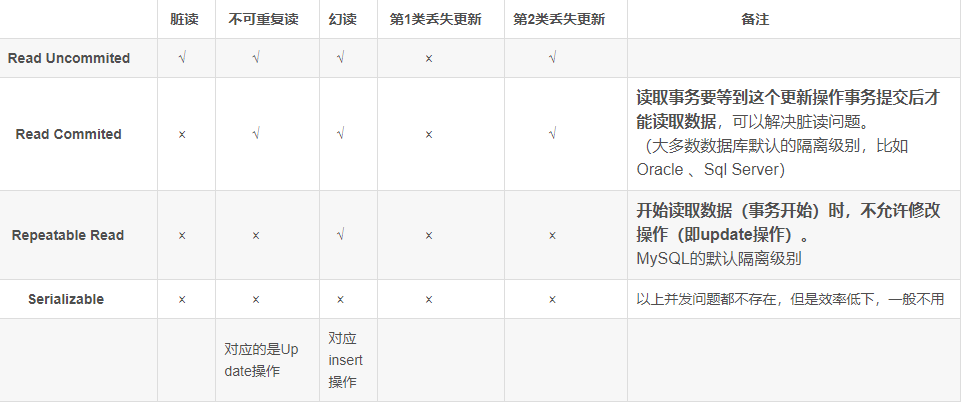 脏读 不可重复读 幻读 第1类丢失更新 第2类丢失更新 备注
Read Uncommited √ √ √ × √
Read Commited × √ √ × √
读取事务要等到这个更新操作事务提交后才
能读取数据，可以解决脏读问题。
（大多数数据库默认的隔离级别，比如
Oracle 、Sql Server）
Repeatable Read × × √ × ×
开始读取数据（事务开始）时，不允许修改
操作（即update操作）。
MySQL的默认隔离级别
Serializable × × × × × 以上并发问题都不存在，但是效率低下，一般不用
对应的是Up
date操作
对应
insert
操作